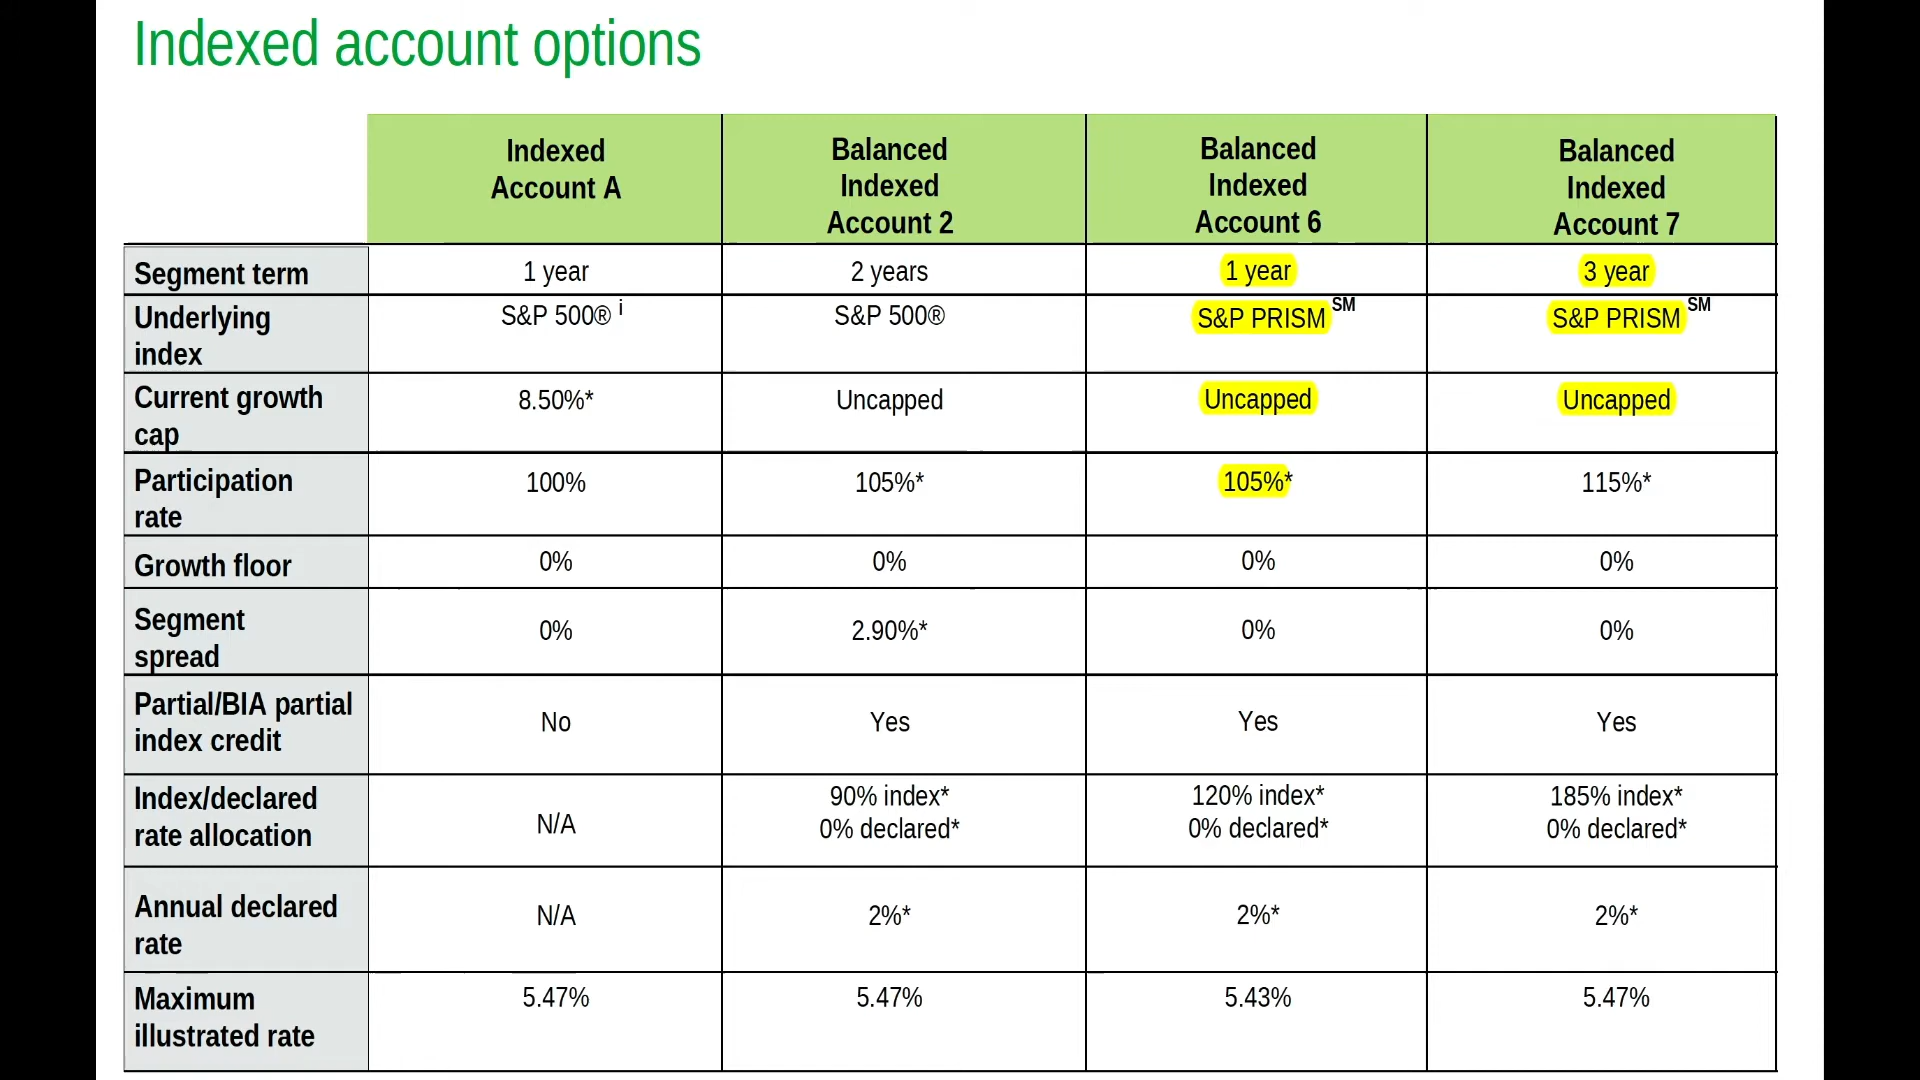 Indexed account options
Indexed
Account A
Balanced
Indexed
Account 2
Balanced
Indexed
Account 6
Balanced
Indexed
Account 7
Segment term
1 year
2 years
1 year
3 year
Underlying
index
S&P 500® i
S&P 500®
S&P PRISM SM
S&P PRISM SM
Current growth
cap
8.50%*
Uncapped
Uncapped
Uncapped
Participation
rate
100%
105%*
105%*
115%*
Growth floor
0%
0%
0%
0%
Segment
spread
0%
2.90%*
0%
0%
Partial/BIA partial
index credit
No
Yes
Yes
Yes
Index/declared
rate allocation
N/A
90% index*
0% declared*
120% index*
0% declared*
185% index*
0% declared*
Annual declared
rate
N/A
2%*
2%*
2%*
Maximum
illustrated rate
5.47%
5.47%
5.43%
5.47%